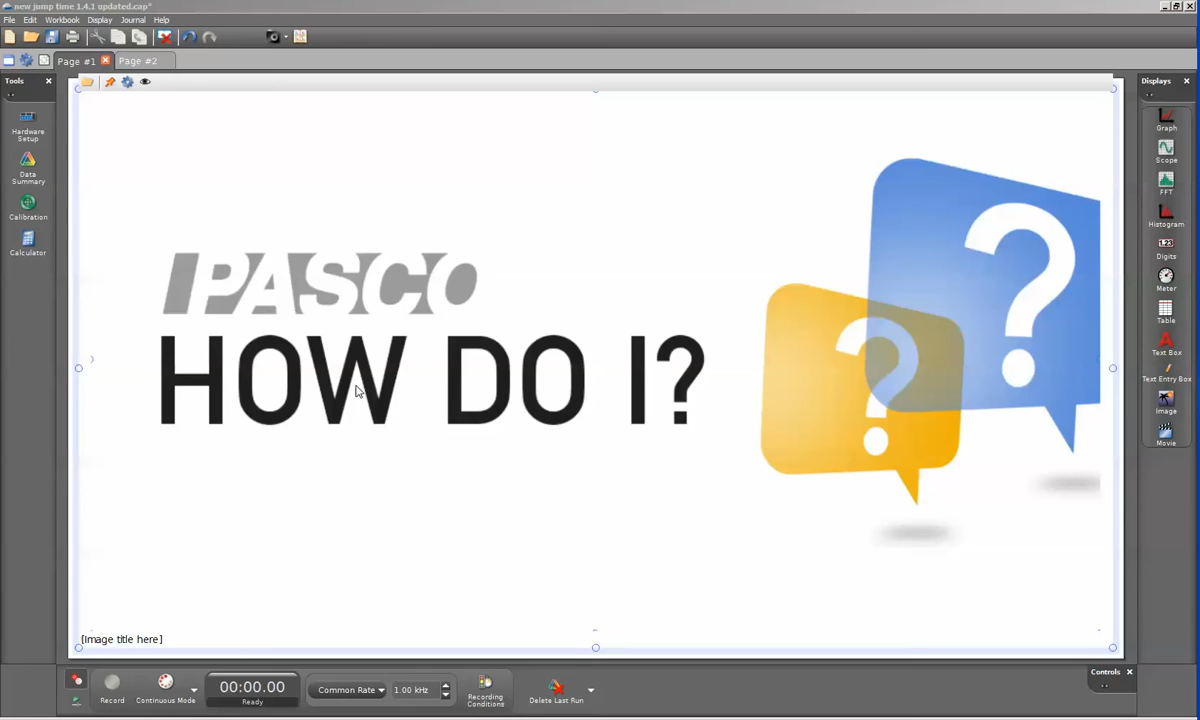 new jump time 1.4.1 updated.cap*
File Edit Workbook Display Journal Help
Page #1 Page #2
Tools
Hardware
Setup
Data
Summary
Calibration
Calculator
PASCO
HOW DO I?
?
?
[Image title here]
Displays
Graph
Scope
FFT
Histogram
1.23
Digits
Meter
Table
Text Box
Text Entry Box
Image
Movie
Record
Continuous Mode
00:00.00
Ready
Common Rate
1.00 kHz
Recording
Conditions
Delete Last Run
Controls